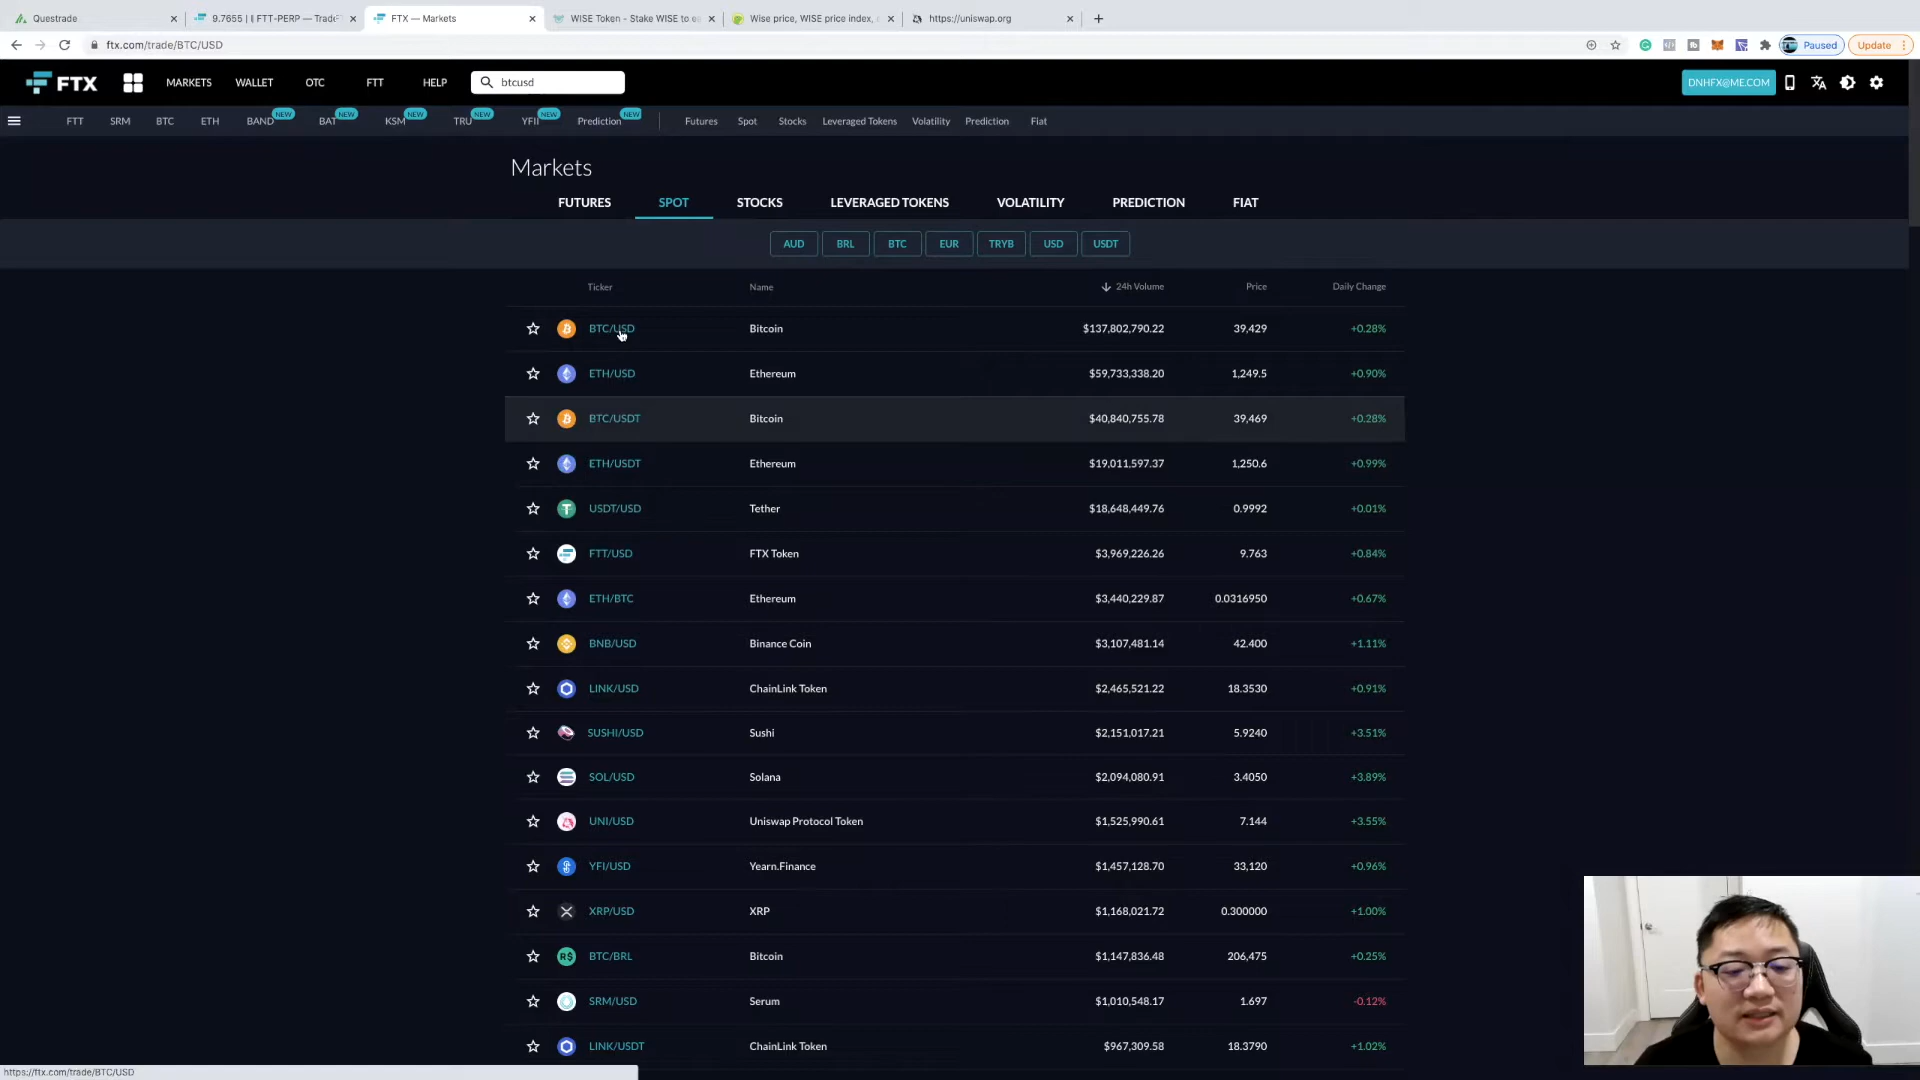 Questrade
9.7655 | FTT-PERP — Trade
FTX — Markets
WISE Token - Stake WISE to ea
Wise price, WISE price index,
https://uniswap.org
ftx.com/trade/BTC/USD
Paused
Update
FTX
MARKETS
WALLET
OTC
FTT
HELP
btcusd
DNHFX@ME.COM
FTT
SRM
BTC
ETH
BAND NEW
BAT NEW
KSM NEW
TRU NEW
YFII NEW
Prediction NEW
Futures
Spot
Stocks
Leveraged Tokens
Volatility
Prediction
Fiat
Markets
FUTURES
SPOT
STOCKS
LEVERAGED TOKENS
VOLATILITY
PREDICTION
FIAT
AUD
BRL
BTC
EUR
TRYB
USD
USDT
Ticker Name 24h Volume Price Daily Change
BTC/USD Bitcoin $137,802,790.22 39,429 +0.28%
ETH/USD Ethereum $59,733,338.20 1,249.5 +0.90%
BTC/USDT Bitcoin $40,840,755.78 39,469 +0.28%
ETH/USDT Ethereum $19,011,597.37 1,250.6 +0.99%
USDT/USD Tether $18,648,449.76 0.9992 +0.01%
FTT/USD FTX Token $3,969,226.26 9.763 +0.84%
ETH/BTC Ethereum $3,440,229.87 0.0316950 +0.67%
BNB/USD Binance Coin $3,107,481.14 42.400 +1.11%
LINK/USD ChainLink Token $2,465,521.22 18.3530 +0.91%
SUSHI/USD Sushi $2,151,017.21 5.9240 +3.51%
SOL/USD Solana $2,094,080.91 3.4050 +3.89%
UNI/USD Uniswap Protocol Token $1,525,990.61 7.144 +3.55%
YFI/USD Yearn.Finance $1,457,128.70 33,120 +0.96%
XRP/USD XRP $1,168,021.72 0.300000 +1.00%
R$ BTC/BRL Bitcoin $1,147,836.48 206,475 +0.25%
SRM/USD Serum $1,010,548.17 1.697 -0.12%
LINK/USDT ChainLink Token $967,309.58 18.3790 +1.02%
https://ftx.com/trade/BTC/USD